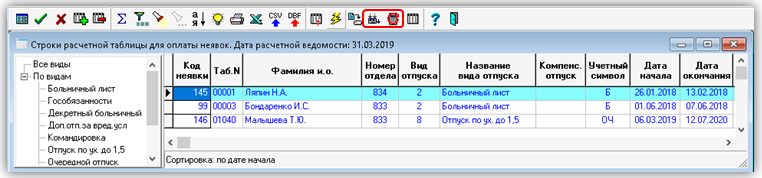 CSV DBF
Строки расчетной таблицы для оплаты неявок. Дата расчетной ведомости: 31.03.2019
Все виды
По видам
Больничный лист
Гособязанности
Декретный больничный
Доп.отп.за вред.усл
Командировка
Отпуск по ух. до 1,5
Очередной отпуск
Код неявки Таб.N Фамилия и.о. Номер отдела Вид отпуска Название вида отпуска Компенс. отпуск Учетный символ Дата начала Дата окончания
145 00001 Ляпин Н.А. 834 2 Больничный лист Б 26.01.2018 13.02.2018
99 00003 Бондаренко И.С. 833 2 Больничный лист Б 01.06.2018 07.06.2018
146 01040 Малышева Т.Ю. 833 8 Отпуск по ух. до 1,5 ОЧ 06.03.2019 12.07.2020
Сортировка: по дате начала